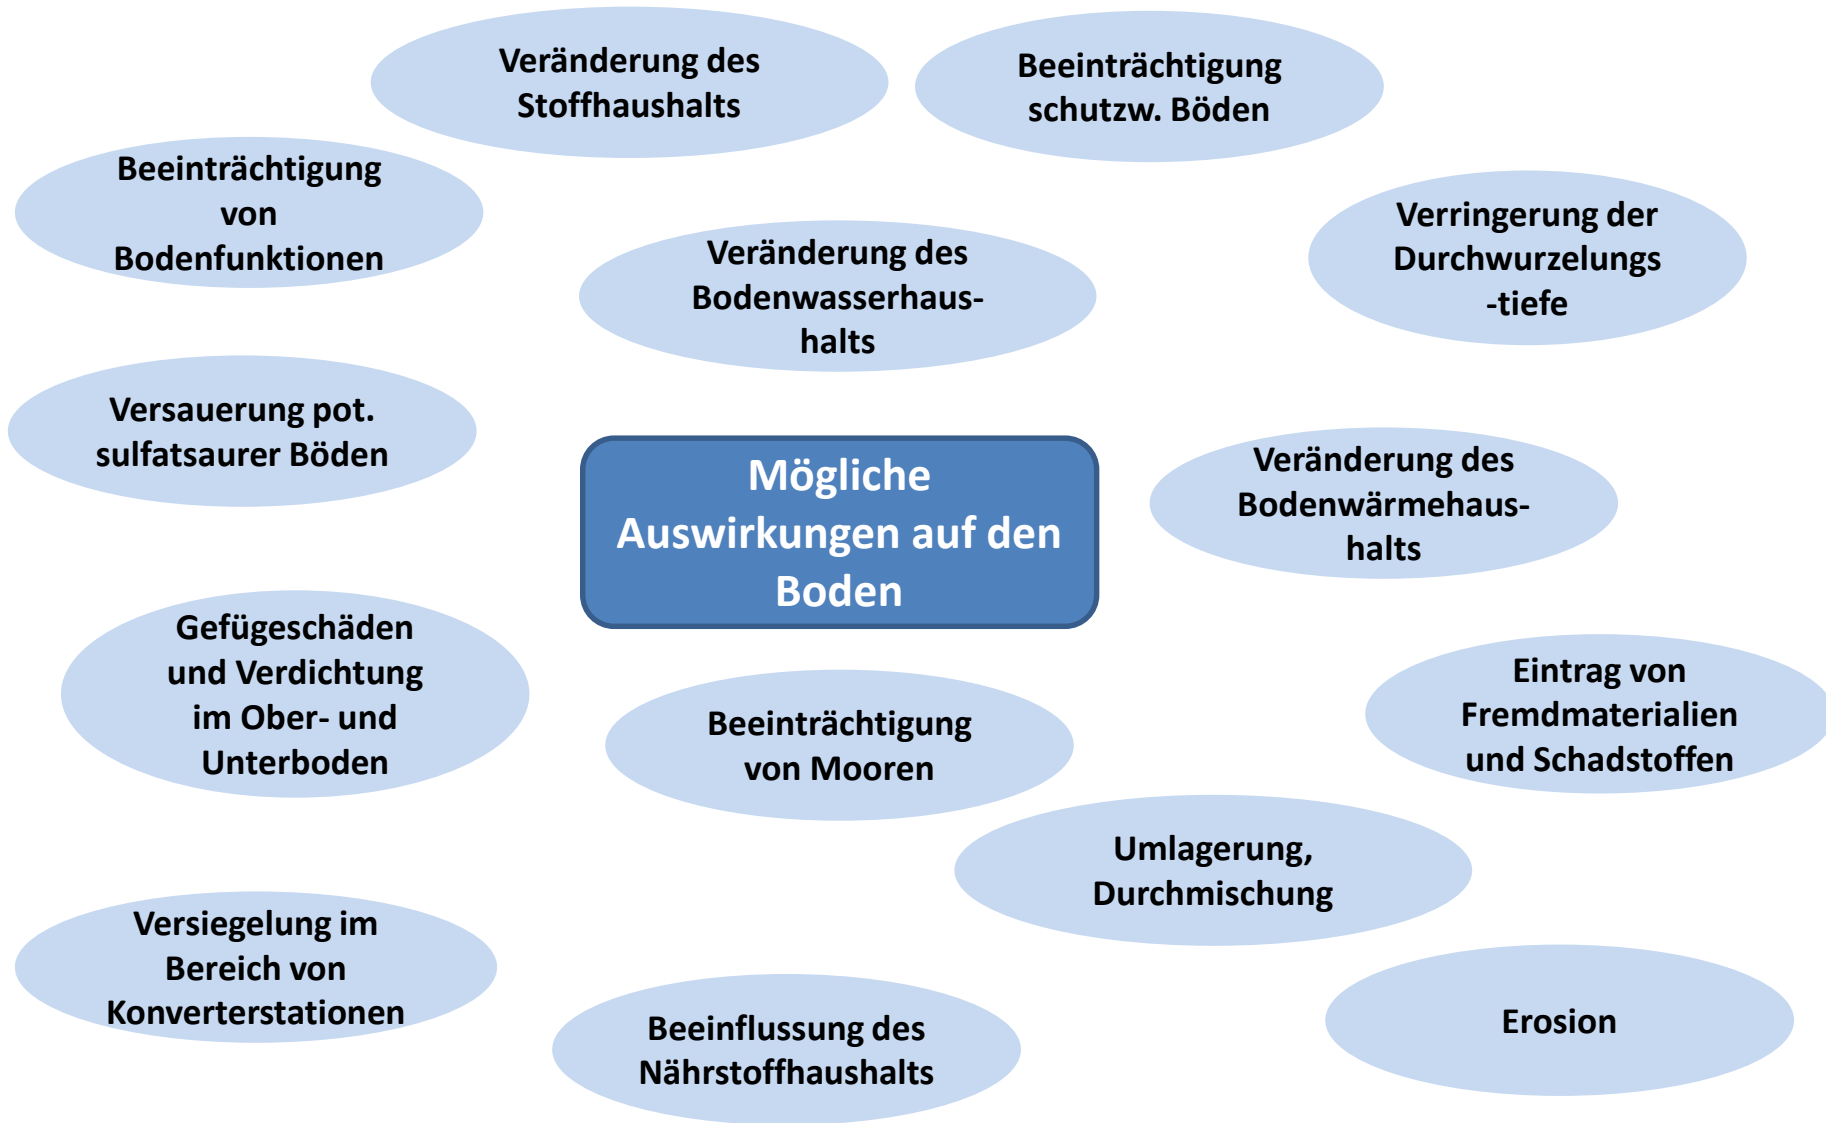 Veränderung des
Stoffhaushalts
Beeinträchtigung
schutzw. Böden
Beeinträchtigung
von
Bodenfunktionen
Veränderung des
Bodenwasserhaus-
halts
Verringerung der
Durchwurzelungs
-tiefe
Versauerung pot.
sulfatsaurer Böden
Mögliche
Auswirkungen auf den
Boden
Veränderung des
Bodenwärmehaus-
halts
Gefügeschäden
und Verdichtung
im Ober- und
Unterboden
Beeinträchtigung
von Mooren
Eintrag von
Fremdmaterialien
und Schadstoffen
Umlagerung,
Durchmischung
Versiegelung im
Bereich von
Konverterstationen
Beeinflussung des
Nährstoffhaushalts
Erosion